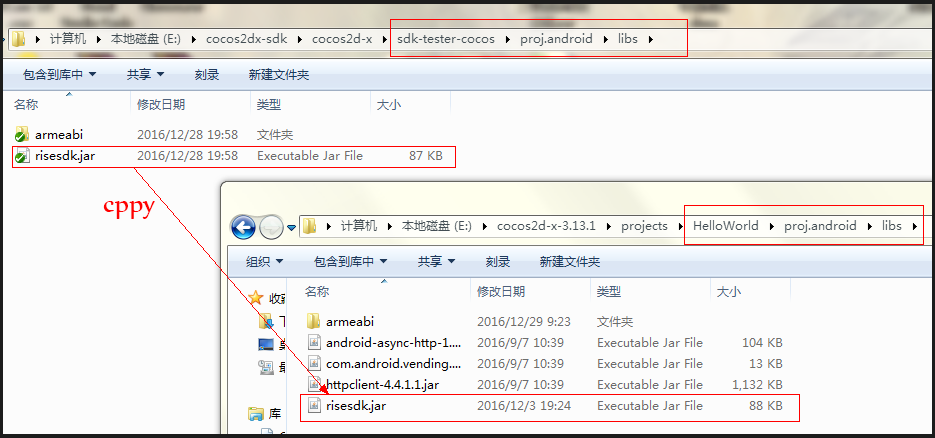 计算机 本地磁盘 (E:) cocos2dx-sdk cocos2d-x sdk-tester-cocos proj.android libs
包含到库中 共享 刻录 新建文件夹
名称 修改日期 类型 大小
armeabi 2016/12/28 19:58 文件夹
risesdk.jar 2016/12/28 19:58 Executable Jar File 87 KB
cppy
计算机 本地磁盘 (E:) cocos2d-x-3.13.1 projects HelloWorld proj.android libs
组织 包含到库中 共享 刻录 新建文件夹
名称 修改日期 类型 大小
armeabi 2016/12/29 9:23 文件夹
android-async-http-1.... 2016/9/7 10:39 Executable Jar File 104 KB
com.android.vending.... 2016/9/7 10:39 Executable Jar File 13 KB
httpclient-4.4.1.1.jar 2016/9/7 10:39 Executable Jar File 1,132 KB
risesdk.jar 2016/12/3 19:24 Executable Jar File 88 KB
库